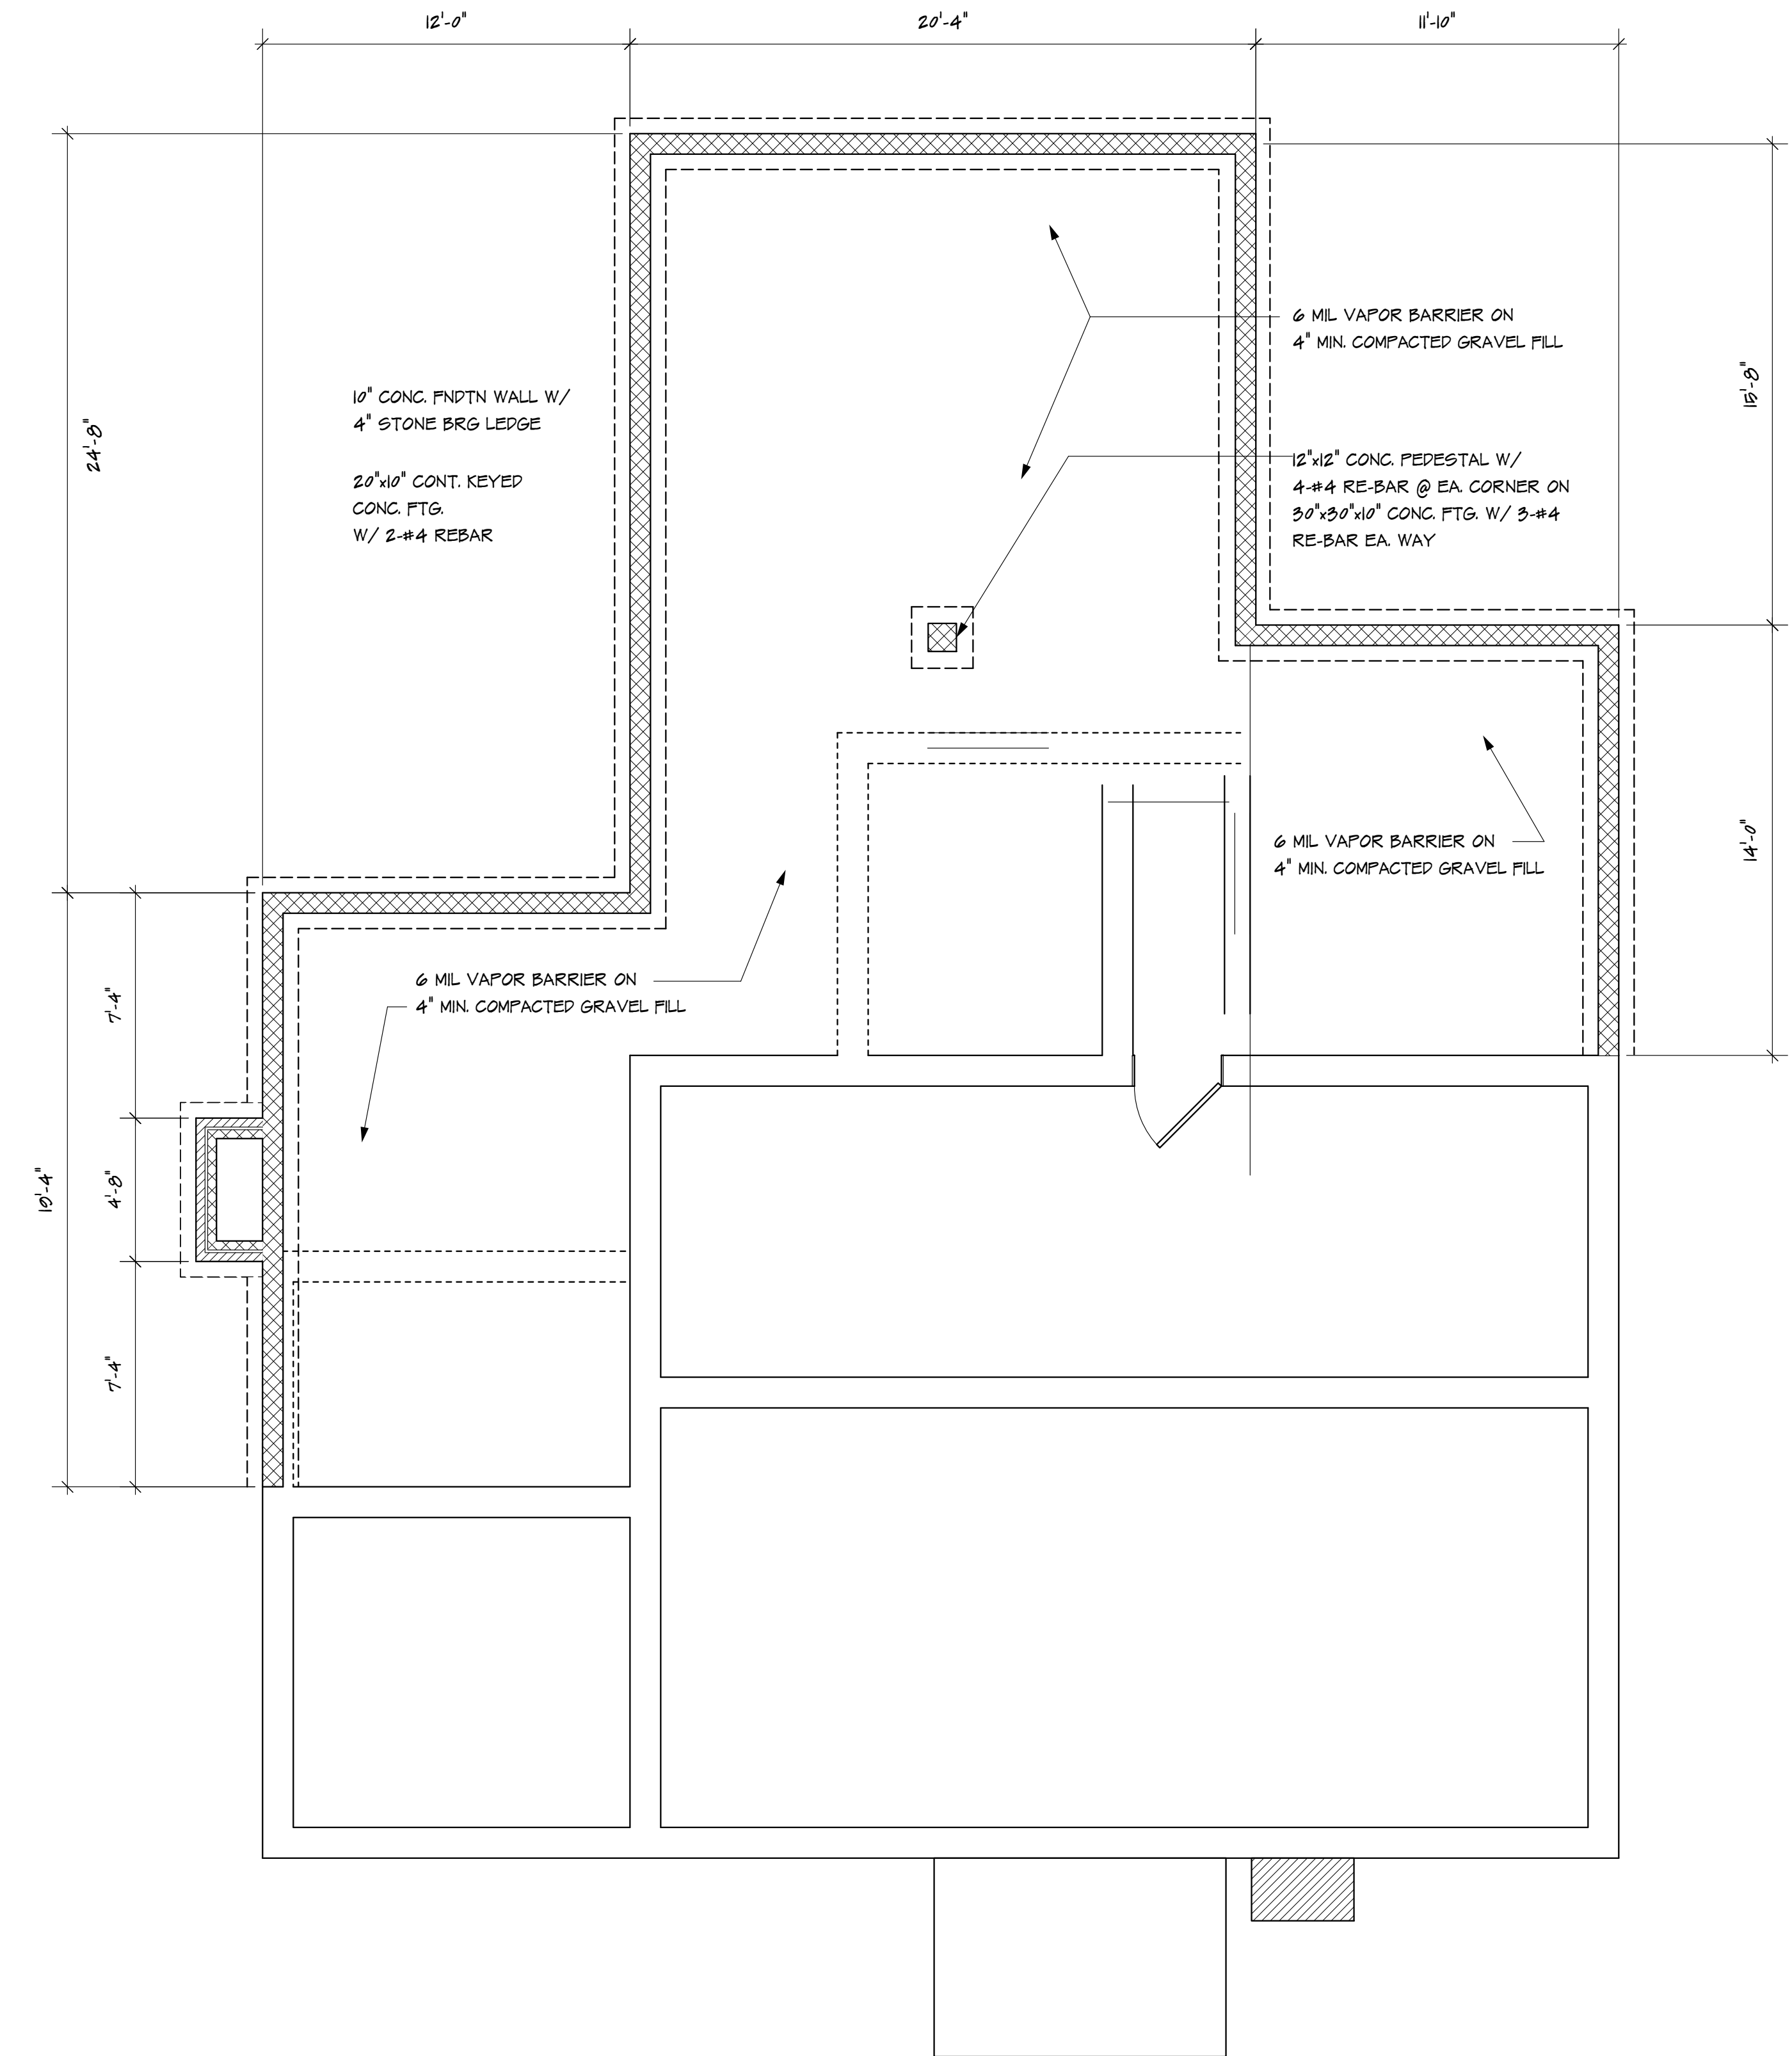 12'-0"
20'-4"
11'-10"
24'-8"
15'-8"
6 MIL VAPOR BARRIER ON
4" MIN. COMPACTED GRAVEL FILL
10" CONC. FNDTN WALL W/
4" STONE BRG LEDGE
20"x10" CONT. KEYED
CONC. FTG.
W/ 2-#4 REBAR
12"x12" CONC. PEDESTAL W/
4-#4 RE-BAR @ EA. CORNER ON
30"x30"x10" CONC. FTG. W/ 3-#4
RE-BAR EA. WAY
14'-0"
6 MIL VAPOR BARRIER ON
4" MIN. COMPACTED GRAVEL FILL
7'-4"
6 MIL VAPOR BARRIER ON
4" MIN. COMPACTED GRAVEL FILL
19'-4"
4'-8"
7'-4"